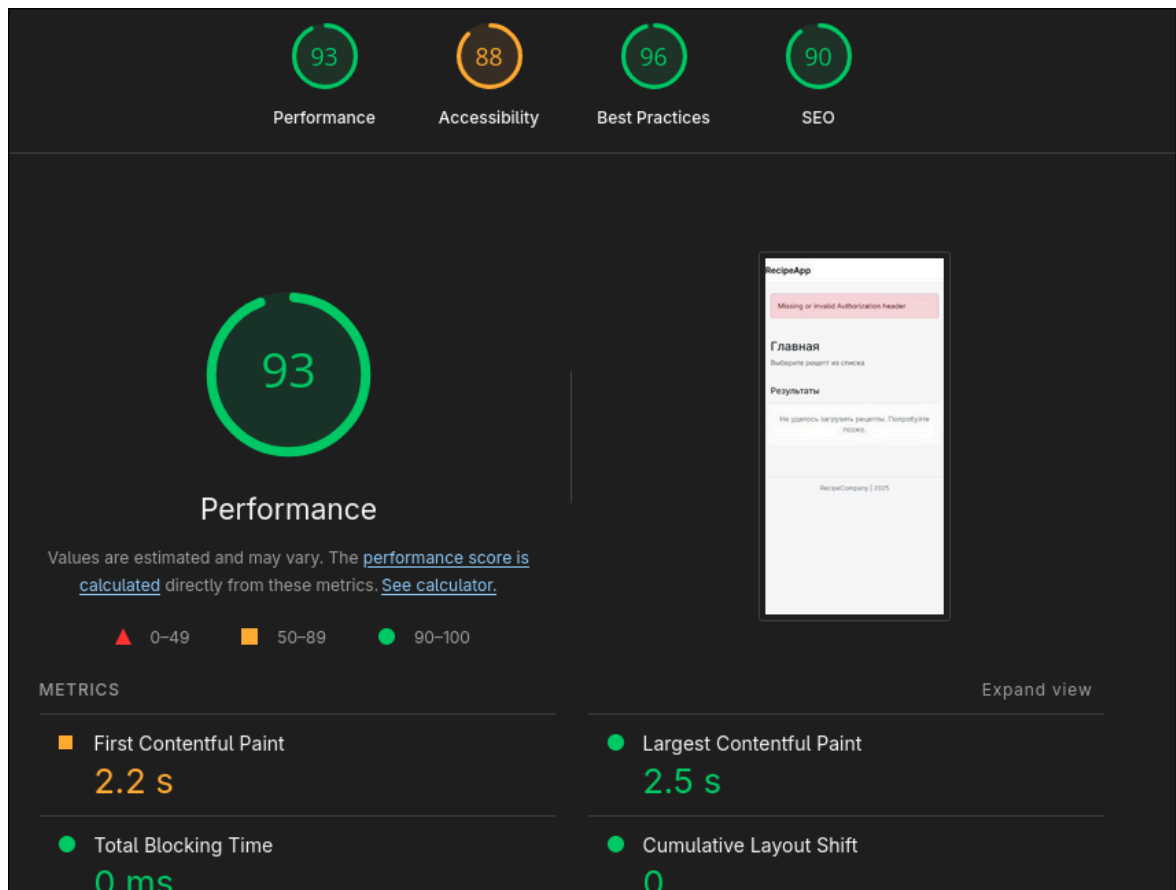 93
88
96
90
Performance
Accessibility
Best Practices
SEO
93
Performance
Values are estimated and may vary. The performance score is
calculated directly from these metrics. See calculator.
0–49
50–89
90–100
RecipeApp
Missing or invalid Authorization header
Главная
Выберите рецепт из списка
Результаты
Не удалось загрузить рецепты. Попробуйте
позже.
RecipeCompany | 2025
METRICS
Expand view
First Contentful Paint
2.2 s
Largest Contentful Paint
2.5 s
Total Blocking Time
0 ms
Cumulative Layout Shift
0